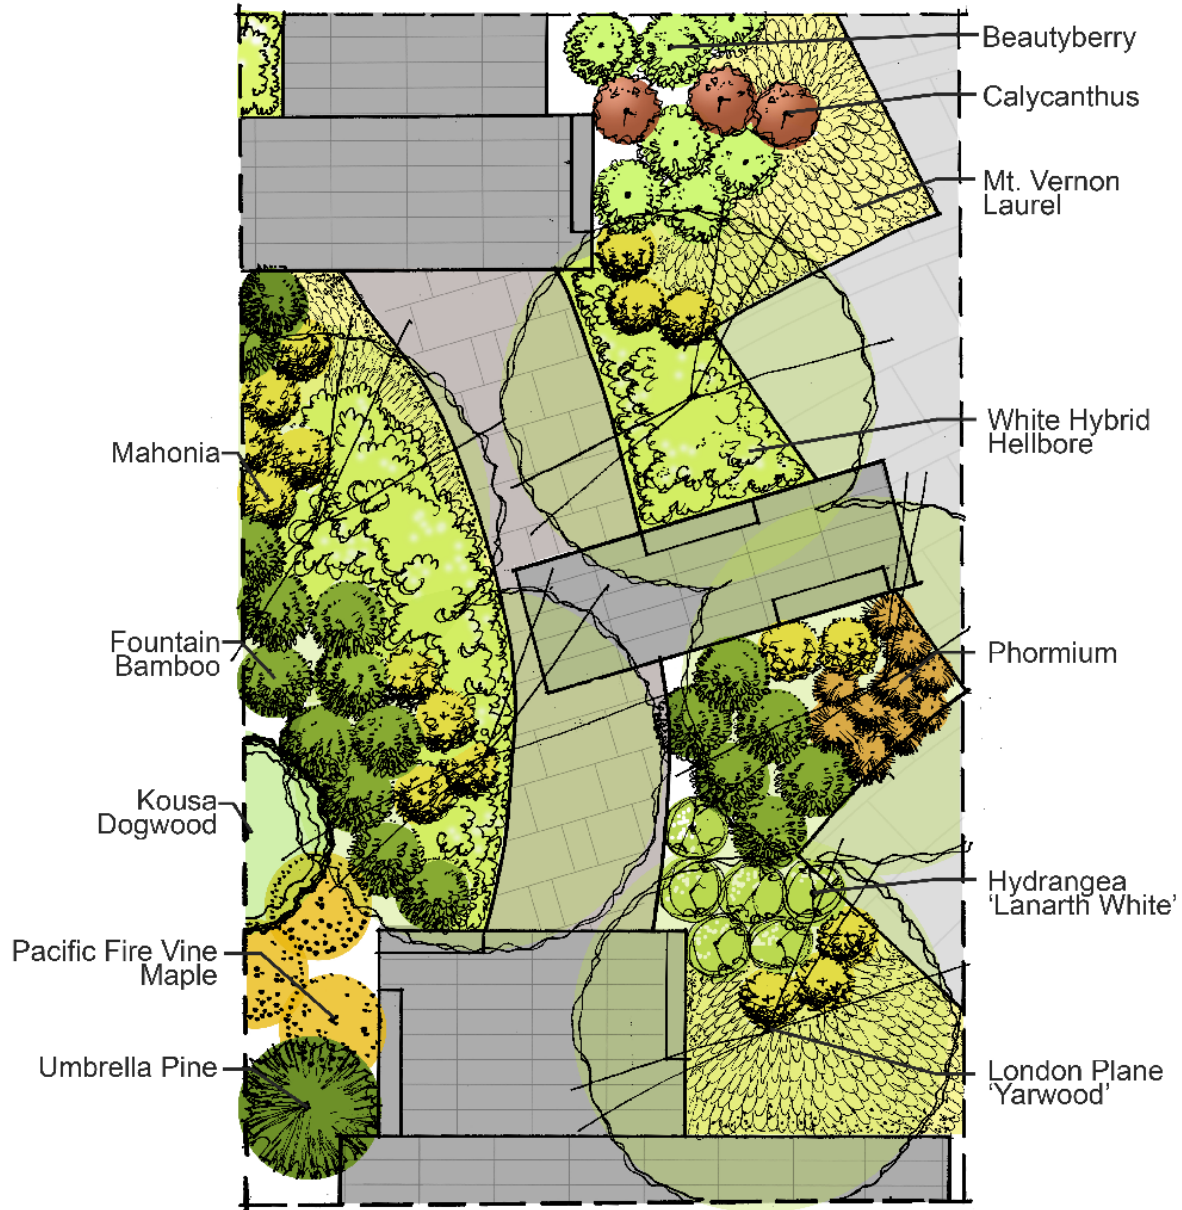 Beautyberry
Calycanthus
Mt. Vernon
Laurel
White Hybrid
Hellbore
Mahonia
Fountain
Bamboo
Phormium
Kousa
Dogwood
Hydrangea
'Lanarth White'
Pacific Fire Vine
Maple
Umbrella Pine
London Plane
'Yarwood'